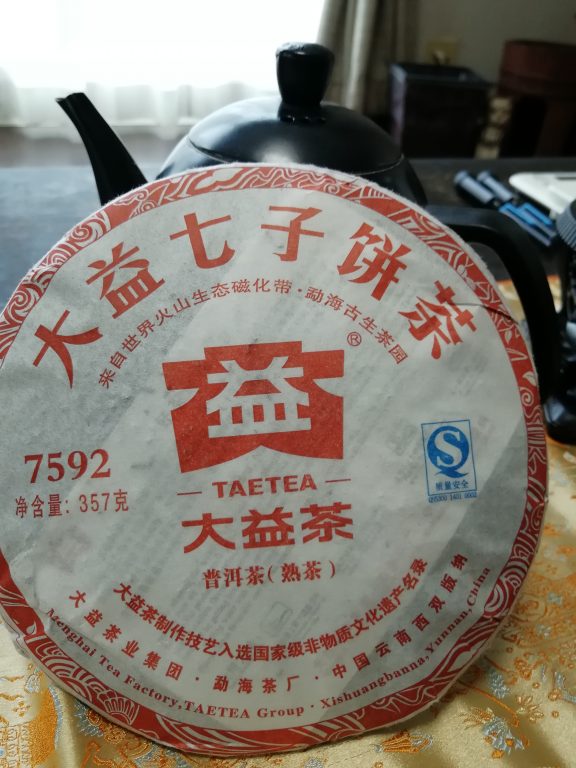 大益七子饼茶
来自世界火山生态磁化带·勐海古生茶园
益
®
7592
净含量: 357克
TAETEA
大益茶
普洱茶(熟茶)
质量安全
大益茶制作技艺入选国家级非物质文化遗产名录
大益茶业集团·勐海茶厂·中国云南西双版纳
Menghai Tea Factory,TAETEA Group · Xishuangbanna,Yunnan,China